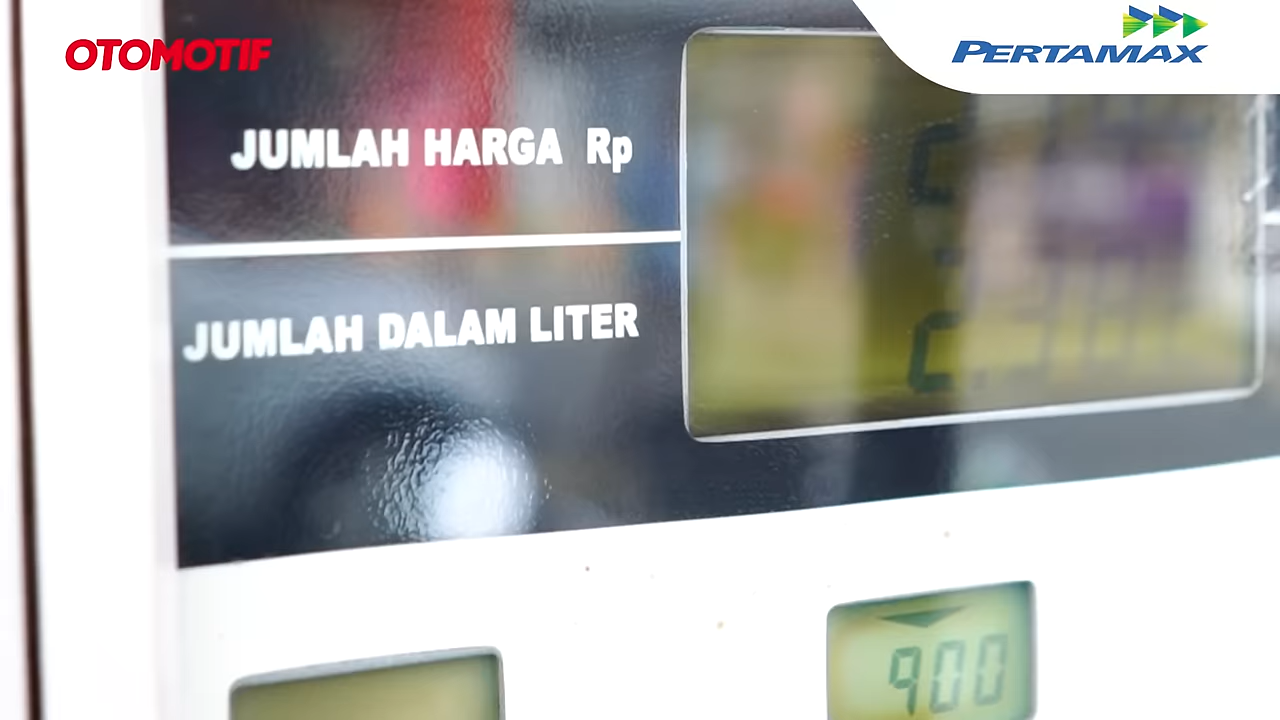 OTOMOTIF
PERTAMAX
JUMLAH HARGA Rp
JUMLAH DALAM LITER
900